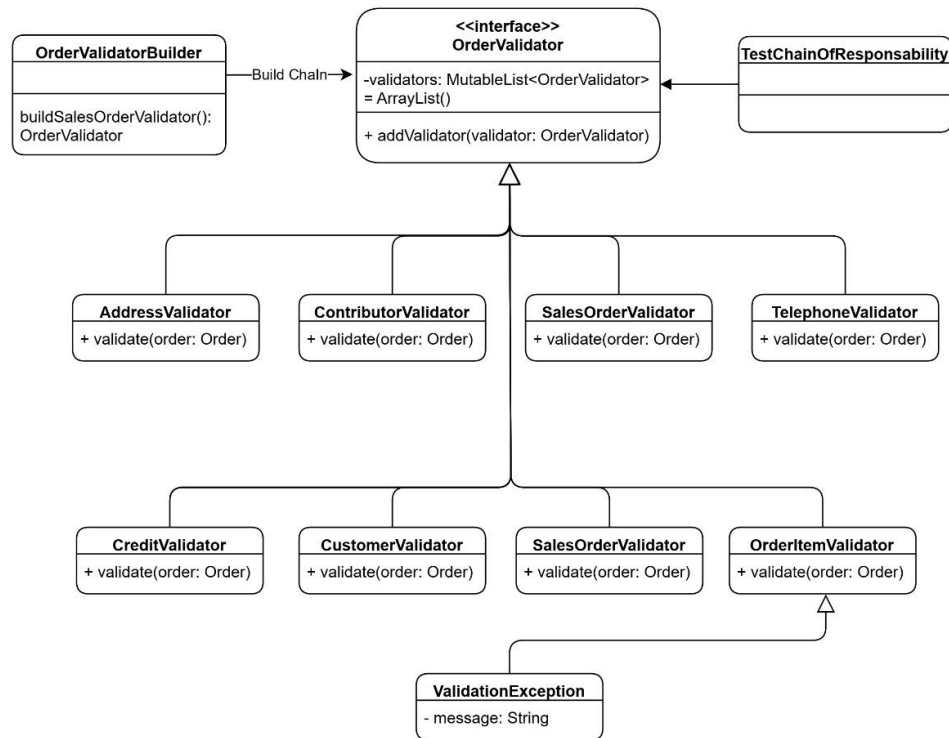 <<interface>>
OrderValidator
-validators: MutableList<OrderValidator>
= ArrayList()
+ addValidator(validator: OrderValidator)
OrderValidatorBuilder
buildSalesOrderValidator():
OrderValidator
Build ChaIn
TestChainOfResponsability
AddressValidator
+ validate(order: Order)
ContributorValidator
+ validate(order: Order)
SalesOrderValidator
+ validate(order: Order)
TelephoneValidator
+ validate(order: Order)
CreditValidator
+ validate(order: Order)
CustomerValidator
+ validate(order: Order)
SalesOrderValidator
+ validate(order: Order)
OrderItemValidator
+ validate(order: Order)
ValidationException
- message: String